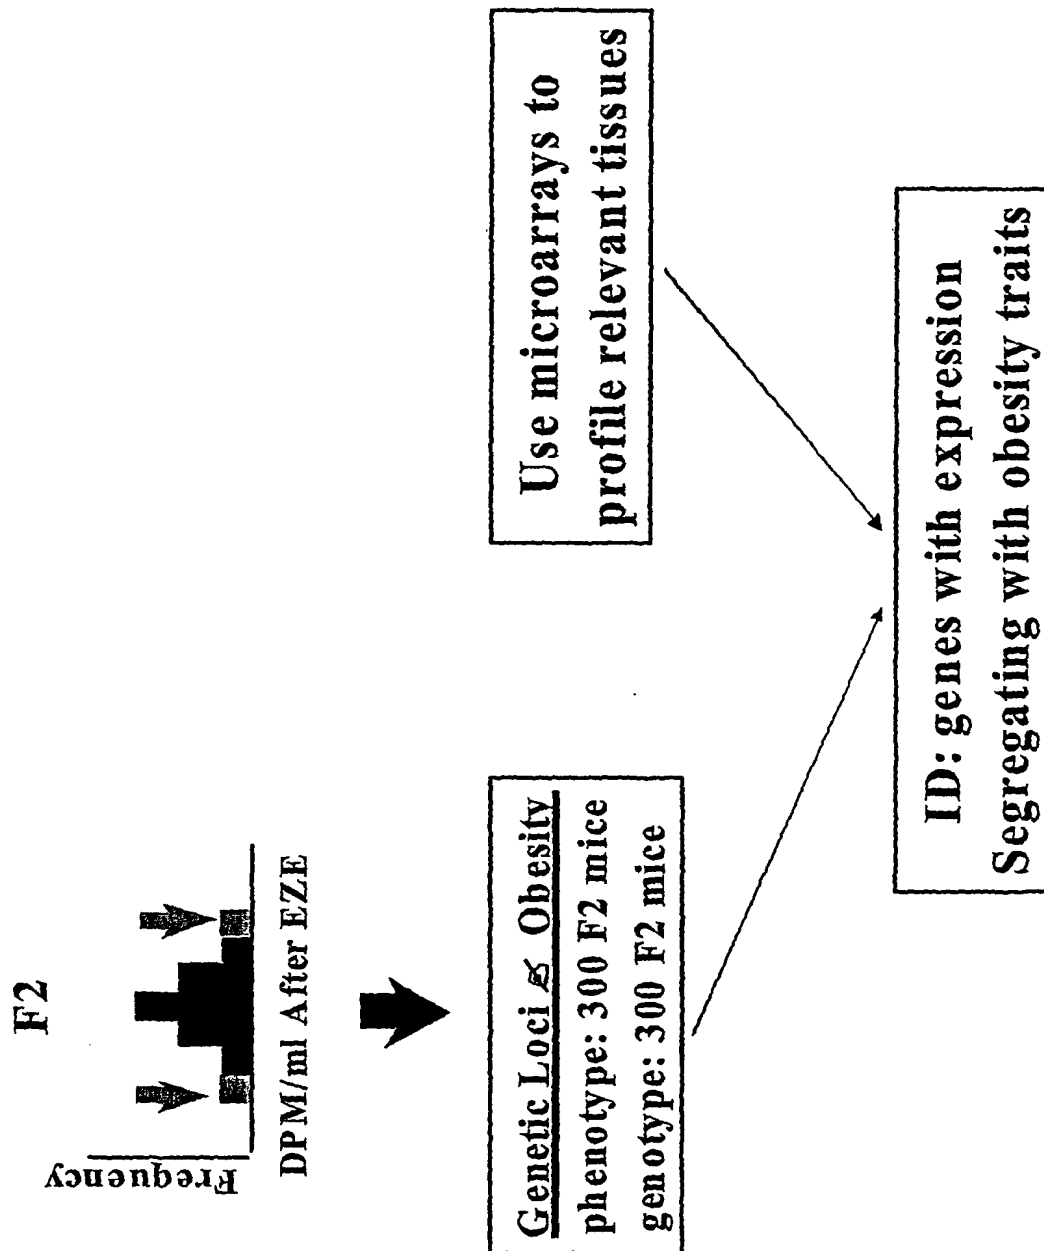 F2
Frequency
DPM/ml After EZE
Genetic Loci Obesity
phenotype: 300 F2 mice
genotype: 300 F2 mice
Use microarrays to
profile relevant tissues
ID: genes with expression
Segregating with obesity traits